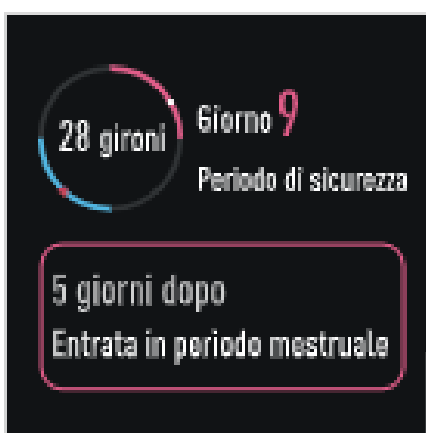 28 gironi
Giorno 9
Periodo di sicurezza
5 giorni dopo
Entrata in periodo mestruale